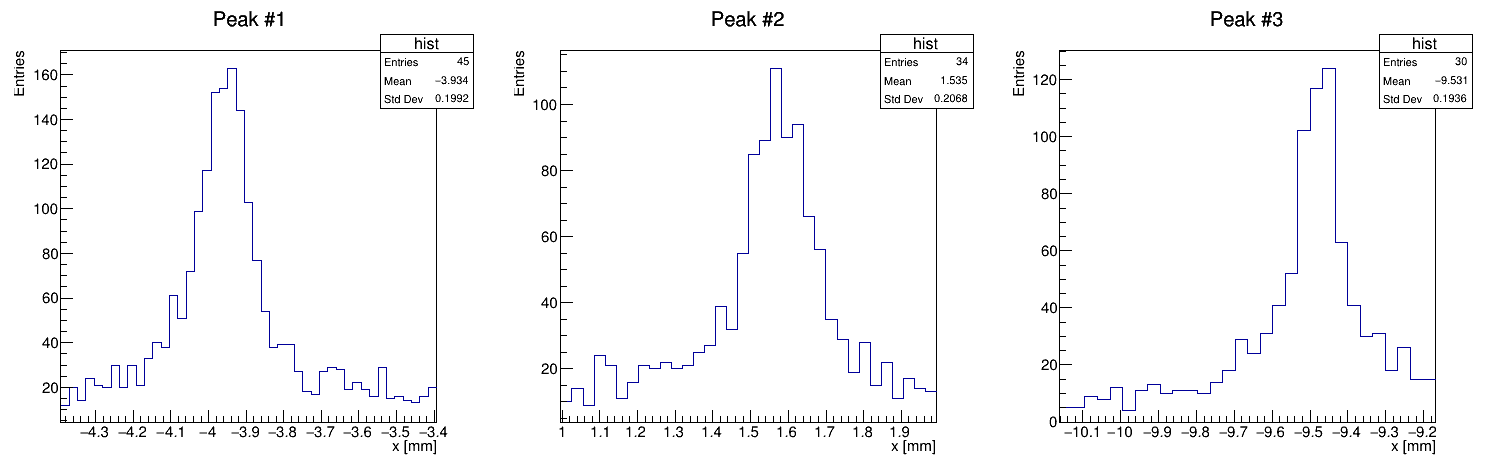 Peak #1
hist
Entries 45
Mean −3.934
Std Dev 0.1992
Entries
160
140
120
100
80
60
40
20
−4.3 −4.2 −4.1 −4 −3.9 −3.8 −3.7 −3.6 −3.5 −3.4
x [mm]
Peak #2
hist
Entries 34
Mean 1.535
Std Dev 0.2068
Entries
100
80
60
40
20
1 1.1 1.2 1.3 1.4 1.5 1.6 1.7 1.8 1.9
x [mm]
Peak #3
hist
Entries 30
Mean −9.531
Std Dev 0.1936
Entries
120
100
80
60
40
20
0
−10.1 −10 −9.9 −9.8 −9.7 −9.6 −9.5 −9.4 −9.3 −9.2
x [mm]